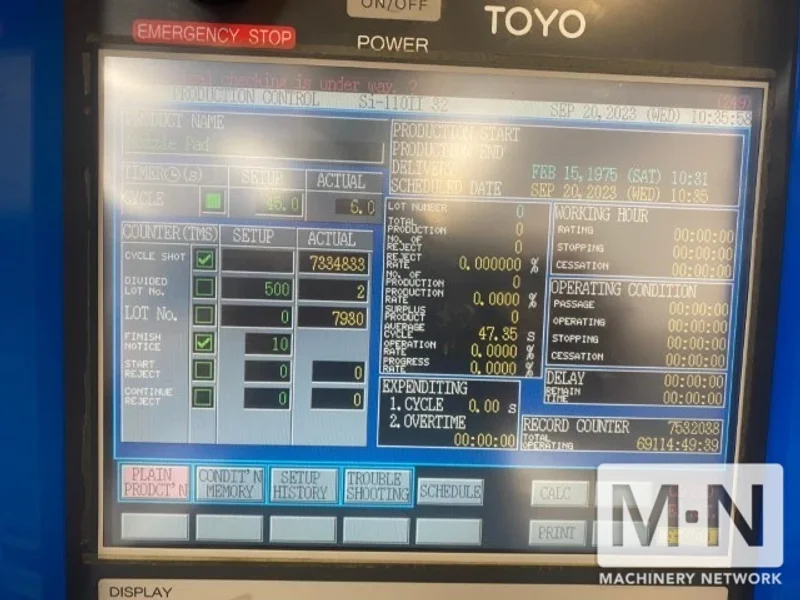 ON/OFF
TOYO
EMERGENCY STOP
POWER
checking is under way. ?
PRODUCTION CONTROL Si-110II 32 SEP 20,2023 (WED) 10:35:58
(249)
PRODUCT NAME
Nozzle Pad
TIMER (s) SETUP ACTUAL
CYCLE 45.0 6.0
COUNTER(TMS) SETUP ACTUAL
CYCLE SHOT 7334833
DIVIDED LOT No. 500 2
LOT No. 0 7930
FINISH NOTICE 10
START REJECT 0 0
CONTINUE REJECT 0 0
PRODUCTION START
PRODUCTION END
DELIVERY FEB 15,1975 (SAT) 10:31
SCHEDULED DATE SEP 20,2023 (WED) 10:35
LOT NUMBER 0
TOTAL PRODUCTION 0
NO. OF REJECT 0
REJECT RATE 0.000000 %
NO. OF PRODUCTION 0
PRODUCTION RATE 0.0000 %
SURPLUS PRODUCT 0
AVERAGE CYCLE 47.35 S
OPERATION RATE 0.0000 %
PROGRESS RATE 0.0000 %
EXPENDITING
1.CYCLE 0.00 s
2.OVERTIME
00:00:00
WORKING HOUR
RATING 00:00:00
STOPPING 00:00:00
CESSATION 00:00:00
OPERATING CONDITION
PASSAGE 00:00:00
OPERATING 00:00:00
STOPPING 00:00:00
CESSATION 00:00:00
DELAY 00:00:00
REMAIN TIME 00:00:00
RECORD COUNTER 7532038
TOTAL OPERATING 69114:49:39
PLAIN PRODCT'N
CONDIT'N MEMORY
SETUP HISTORY
TROUBLE SHOOTING
SCHEDULE
CALC
PRINT
M·N
MACHINERY NETWORK
DISPLAY